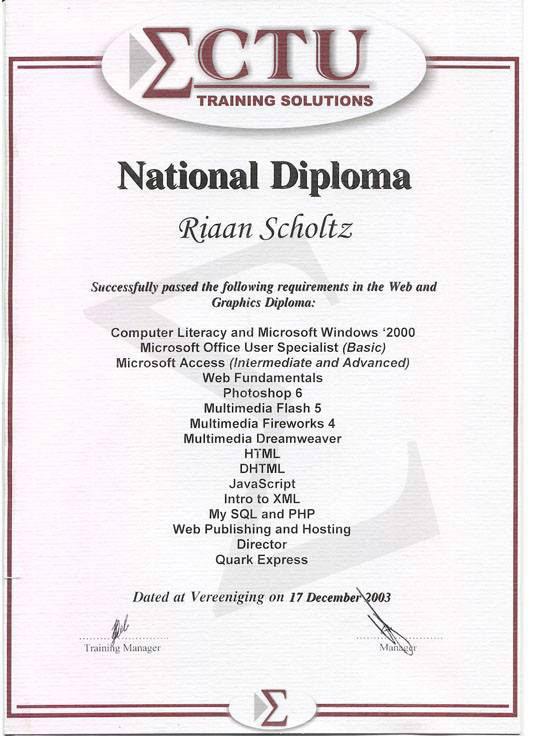 ΣCTU
TRAINING SOLUTIONS
National Diploma
Riaan Scholtz
Successfully passed the following requirements in the Web and
Graphics Diploma:
Computer Literacy and Microsoft Windows ‘2000
Microsoft Office User Specialist (Basic)
Microsoft Access (Intermediate and Advanced)
Web Fundamentals
Photoshop 6
Multimedia Flash 5
Multimedia Fireworks 4
Multimedia Dreamweaver
HTML
DHTML
JavaScript
Intro to XML
My SQL and PHP
Web Publishing and Hosting
Director
Quark Express
Dated at Vereeniging on 17 December 2003
Training Manager
Manager
Σ